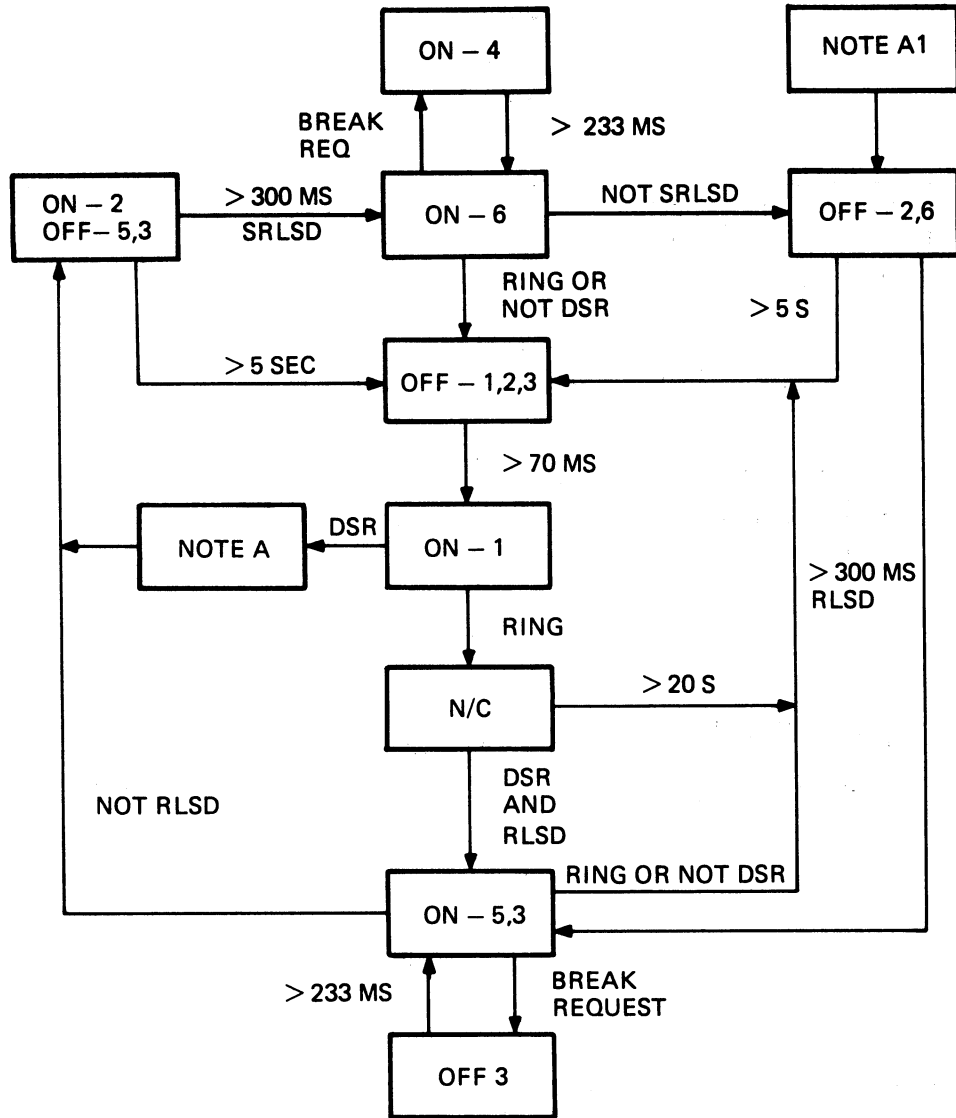 ON – 4
NOTE A1
BREAK
REQ
> 233 MS
ON – 2
OFF– 5,3
> 300 MS
SRLSD
ON – 6
NOT SRLSD
OFF – 2,6
RING OR
NOT DSR
> 5 S
> 5 SEC
OFF – 1,2,3
> 70 MS
NOTE A
DSR
ON – 1
> 300 MS
RLSD
RING
N/C
> 20 S
NOT RLSD
DSR
AND
RLSD
RING OR NOT DSR
ON – 5,3
> 233 MS
BREAK
REQUEST
OFF 3